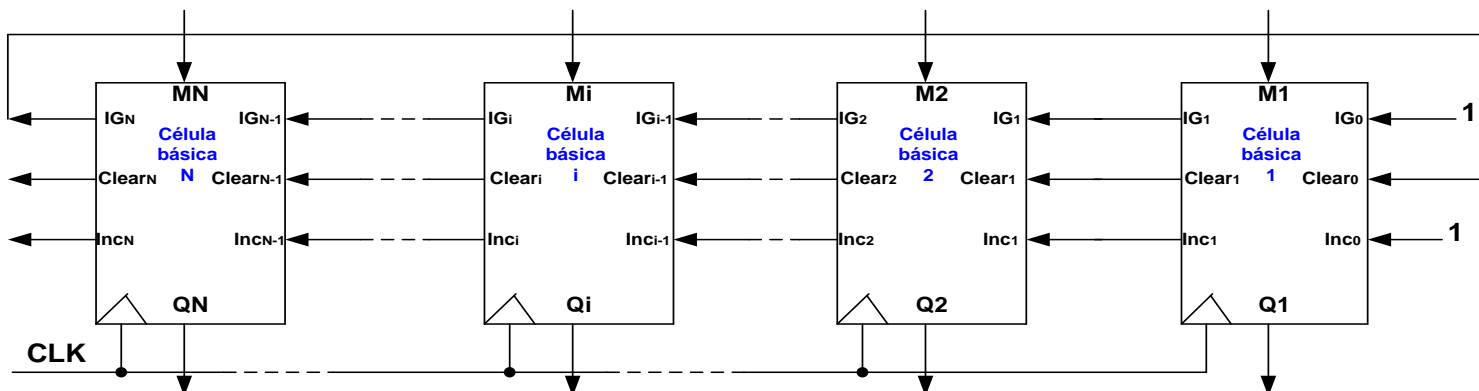 MN Mi M2 M1
IGN IGN-1 IGi IGi-1 IG2 IG1 IG1 IG0 1
Célula básica N
Célula básica i
Célula básica 2
Célula básica 1
ClearN ClearN-1 Cleari Cleari-1 Clear2 Clear1 Clear1 Clear0
IncN IncN-1 Inci Inci-1 Inc2 Inc1 Inc1 Inc0 1
QN Qi Q2 Q1
CLK